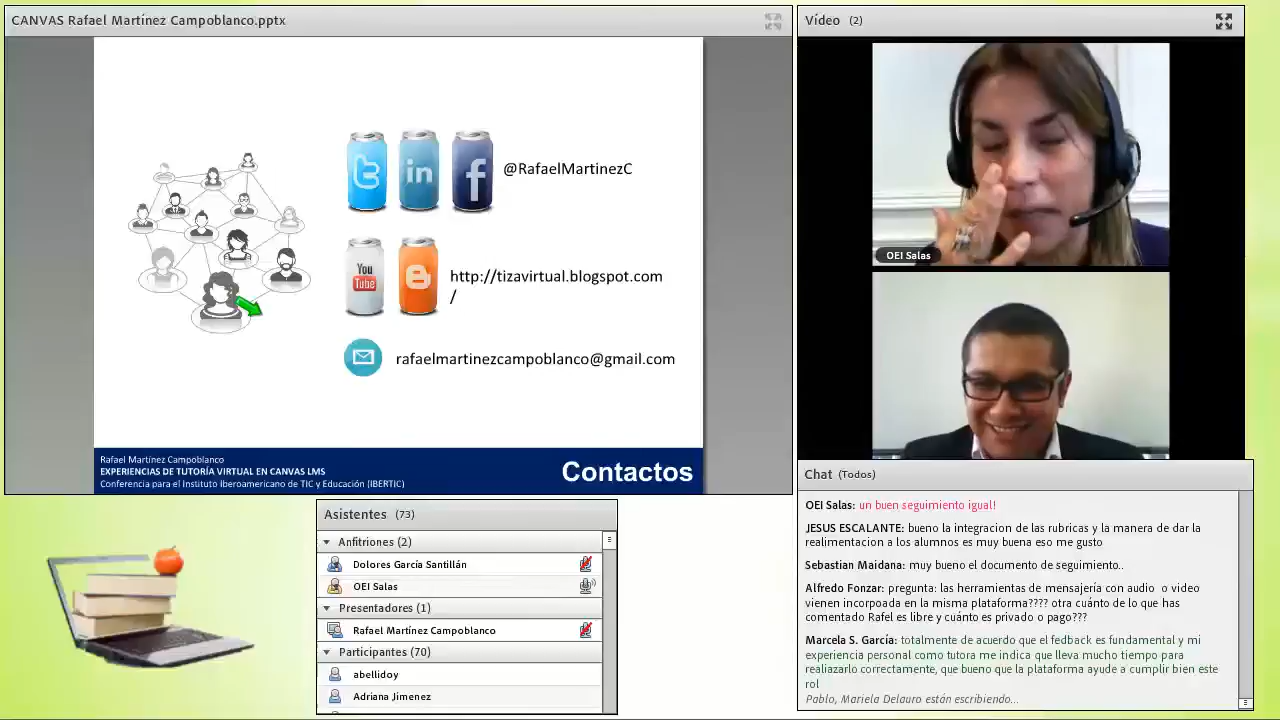 CANVAS Rafael Martínez Campoblanco.pptx
@RafaelMartinezC
in
f
You
Tube
http://tizavirtual.blogspot.com
/
rafaelmartinezcampoblanco@gmail.com
Rafael Martínez Campoblanco
EXPERIENCIAS DE TUTORÍA VIRTUAL EN CANVAS LMS
Conferencia para el Instituto Iberoamericano de TIC y Educación (IBERTIC)
Contactos
Asistentes (73)
Anfitriones (2)
Dolores García Santillán
OEI Salas
Presentadores (1)
Rafael Martínez Campoblanco
Participantes (70)
abellidoy
Adriana Jimenez
Vídeo (2)
OEI Salas
Chat (Todos)
OEI Salas: un buen seguimiento igual!
JESUS ESCALANTE: bueno la integracion de las rubricas y la manera de dar la
realimentacion a los alumnos es muy buena eso me gusto
Sebastian Maidana: muy bueno el documento de seguimiento..
Alfredo Fonzar: pregunta: las herramientas de mensajería con audio o video
vienen incorpoada en la misma plataforma???? otra cuánto de lo que has
comentado Rafel es libre y cuánto es privado o pago???
Marcela S. García: totalmente de acuerdo que el fedback es fundamental y mi
experiencia personal como tutora me indica que lleva mucho tiempo para
realiazarlo correctamente, que bueno que la plataforma ayude a cumplir bien este
rol
Pablo, Mariela Delauro están escribiendo...